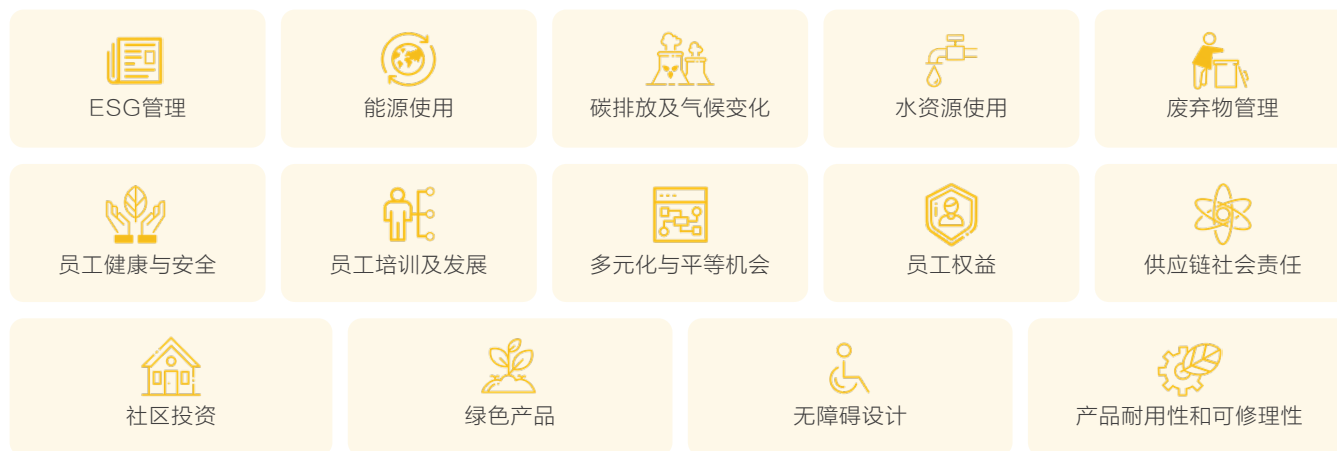 ESG管理
能源使用
碳排放及气候变化
水资源使用
废弃物管理
员工健康与安全
员工培训及发展
多元化与平等机会
员工权益
供应链社会责任
社区投资
绿色产品
无障碍设计
产品耐用性和可修理性